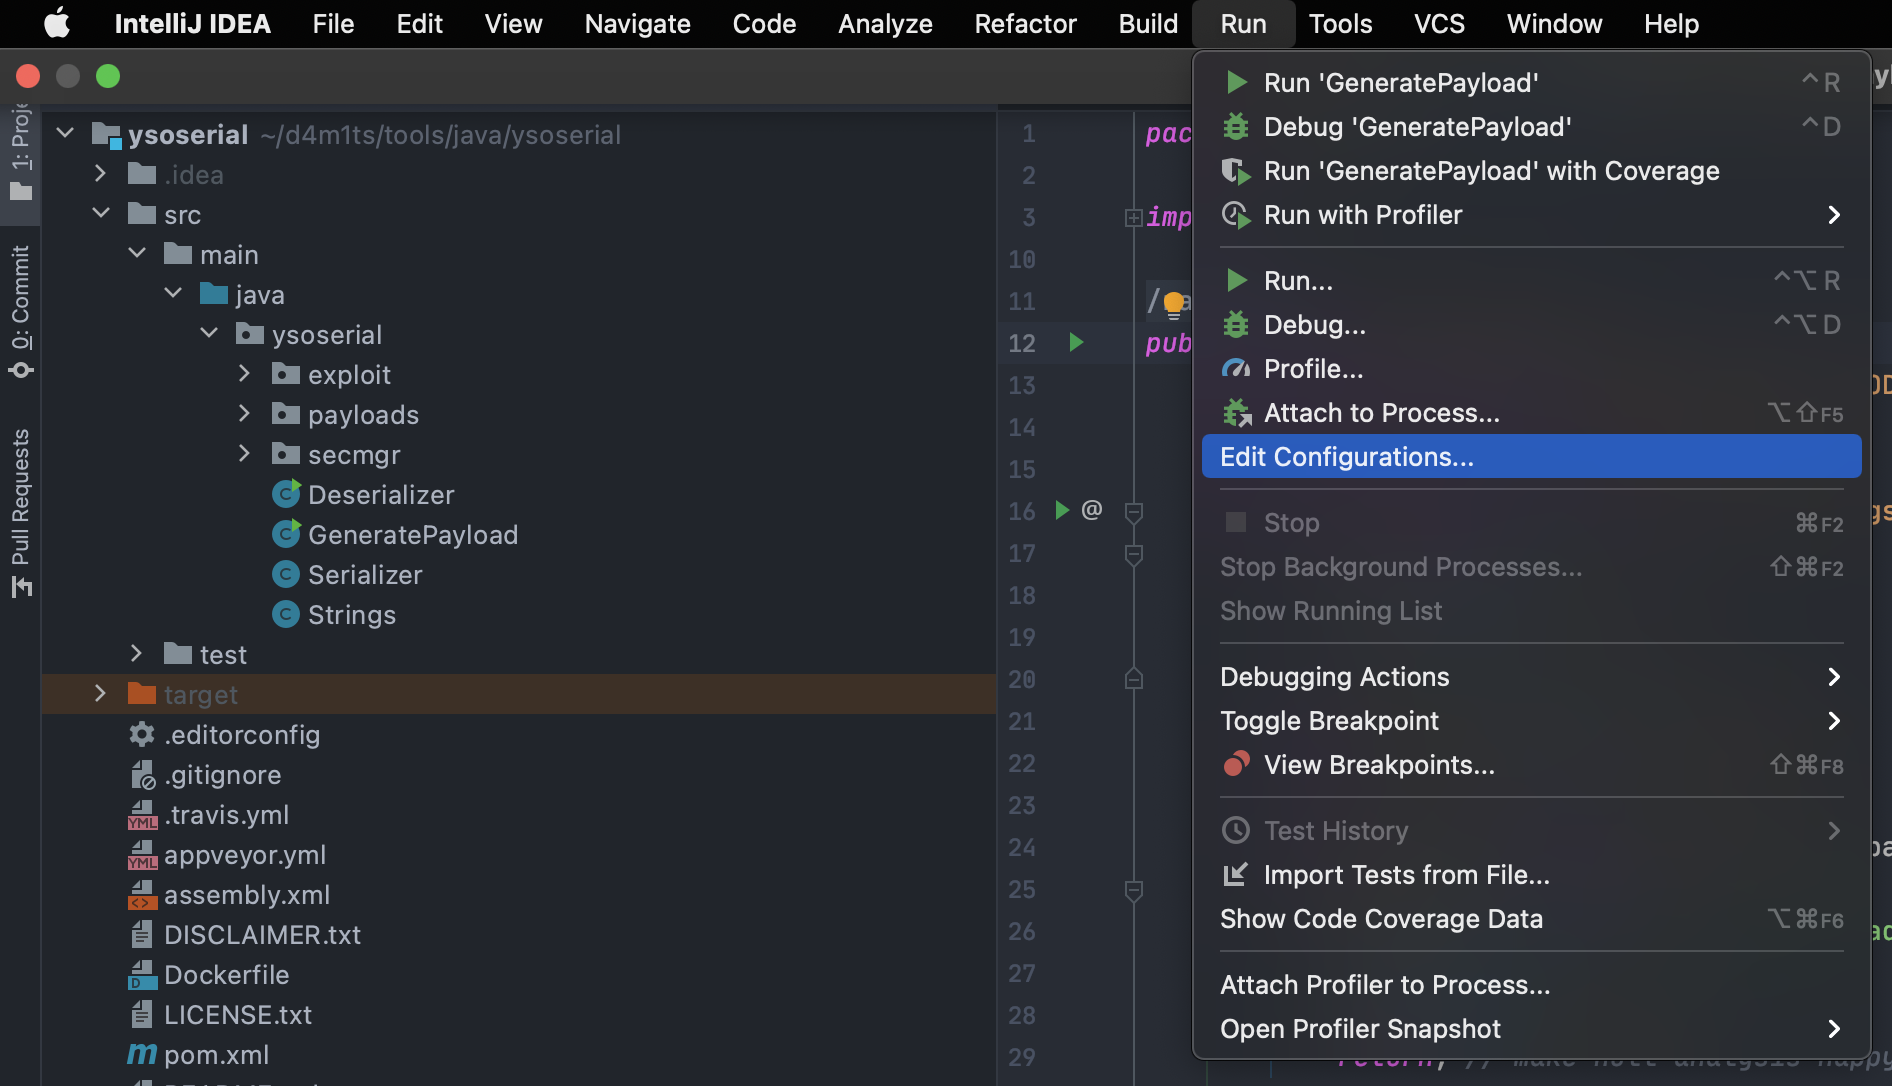 IntelliJ IDEA File Edit View Navigate Code Analyze Refactor Build Run Tools VCS Window Help
1: Proj
0: Commit
Pull Requests
ysoserial ~/d4m1ts/tools/java/ysoserial
.idea
src
main
java
ysoserial
exploit
payloads
secmgr
Deserializer
GeneratePayload
Serializer
Strings
test
target
.editorconfig
.gitignore
.travis.yml
appveyor.yml
assembly.xml
DISCLAIMER.txt
Dockerfile
LICENSE.txt
pom.xml
1 pac
2
3 imp
10
11 /
12 pub
13
14
15
16 @
17
18
19
20
21
22
23
24
25
26
27
28
29
Run 'GeneratePayload' ⌃R
Debug 'GeneratePayload' ⌃D
Run 'GeneratePayload' with Coverage
Run with Profiler
Run... ⌃⌥R
Debug... ⌃⌥D
Profile...
Attach to Process... ⌥⇧F5
Edit Configurations...
Stop ⌘F2
Stop Background Processes... ⇧⌘F2
Show Running List
Debugging Actions
Toggle Breakpoint
View Breakpoints... ⇧⌘F8
Test History
Import Tests from File...
Show Code Coverage Data ⌥⌘F6
Attach Profiler to Process...
Open Profiler Snapshot
return; // make null analysis happy